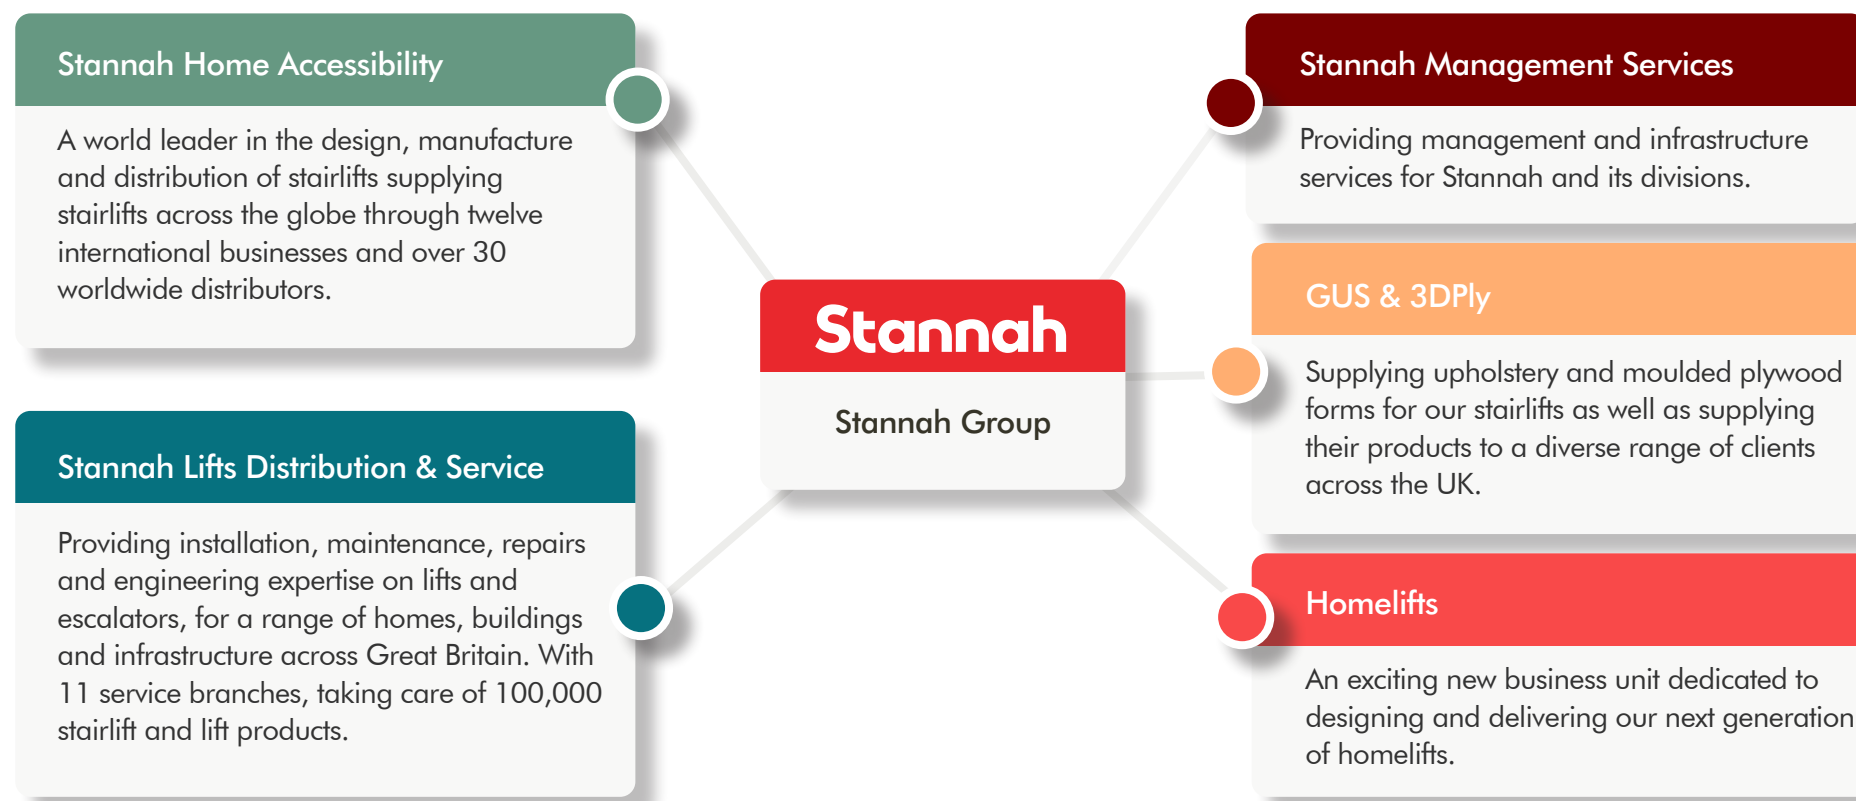 Stannah Home Accessibility
A world leader in the design, manufacture
and distribution of stairlifts supplying
stairlifts across the globe through twelve
international businesses and over 30
worldwide distributors.
Stannah Lifts Distribution & Service
Providing installation, maintenance, repairs
and engineering expertise on lifts and
escalators, for a range of homes, buildings
and infrastructure across Great Britain. With
11 service branches, taking care of 100,000
stairlift and lift products.
Stannah
Stannah Group
Stannah Management Services
Providing management and infrastructure
services for Stannah and its divisions.
GUS & 3DPly
Supplying upholstery and moulded plywood
forms for our stairlifts as well as supplying
their products to a diverse range of clients
across the UK.
Homelifts
An exciting new business unit dedicated to
designing and delivering our next generation
of homelifts.